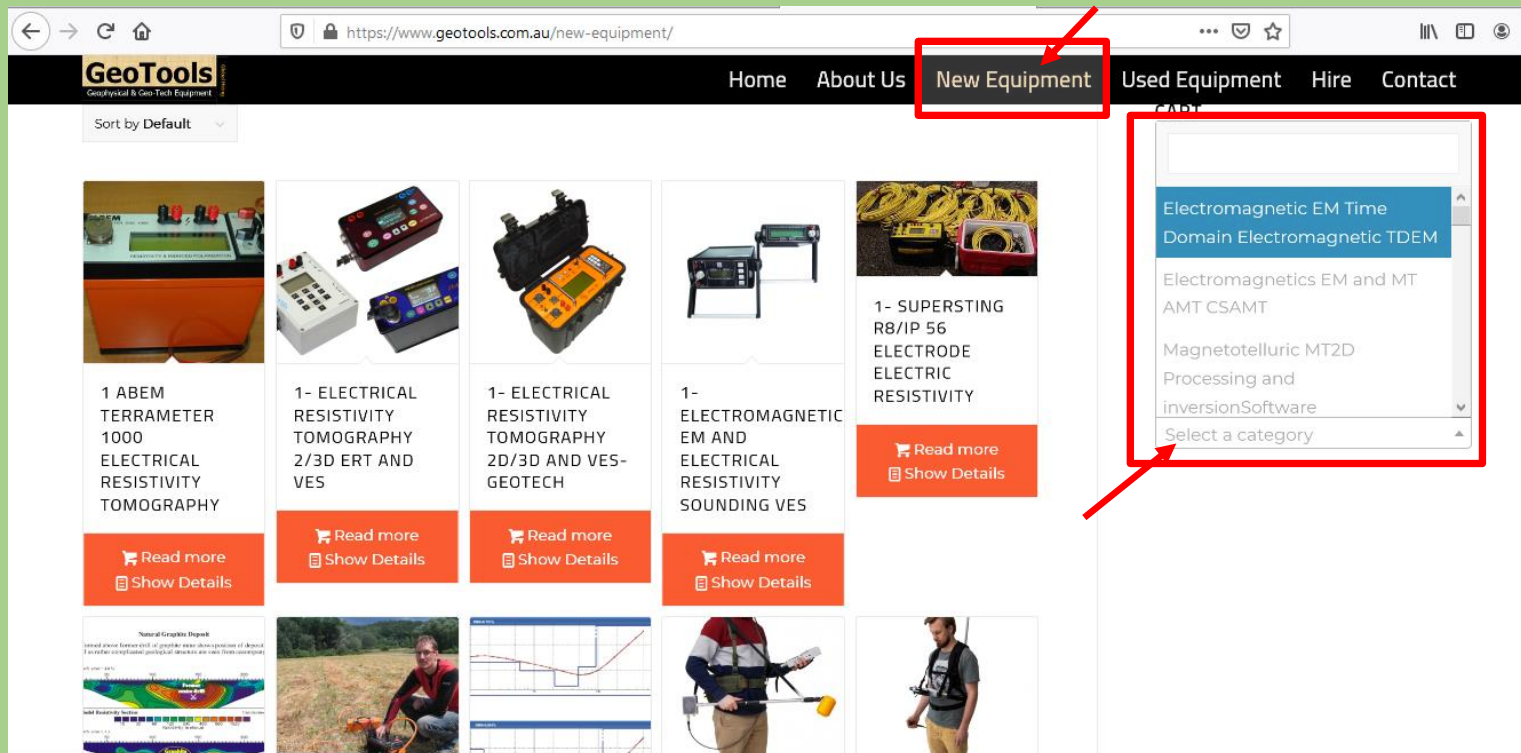 https://www.geotools.com.au/new-equipment/
GeoTools
Geophysical & Geo-Tech Equipment
Home About Us New Equipment Used Equipment Hire Contact
Sort by Default
CART
Electromagnetic EM Time
Domain Electromagnetic TDEM
Electromagnetics EM and MT
AMT CSAMT
Magnetotelluric MT2D
Processing and
inversionSoftware
Select a category
ABEM
1 ABEM
TERRAMETER
1000
ELECTRICAL
RESISTIVITY
TOMOGRAPHY
Read more
Show Details
1- ELECTRICAL
RESISTIVITY
TOMOGRAPHY
2/3D ERT AND
VES
Read more
Show Details
1- ELECTRICAL
RESISTIVITY
TOMOGRAPHY
2D/3D AND VES-
GEOTECH
Read more
Show Details
1-
ELECTROMAGNETIC
EM AND
ELECTRICAL
RESISTIVITY
SOUNDING VES
Read more
Show Details
1- SUPERSTING
R8/IP 56
ELECTRODE
ELECTRIC
RESISTIVITY
Read more
Show Details
Natural Graphite Deposit